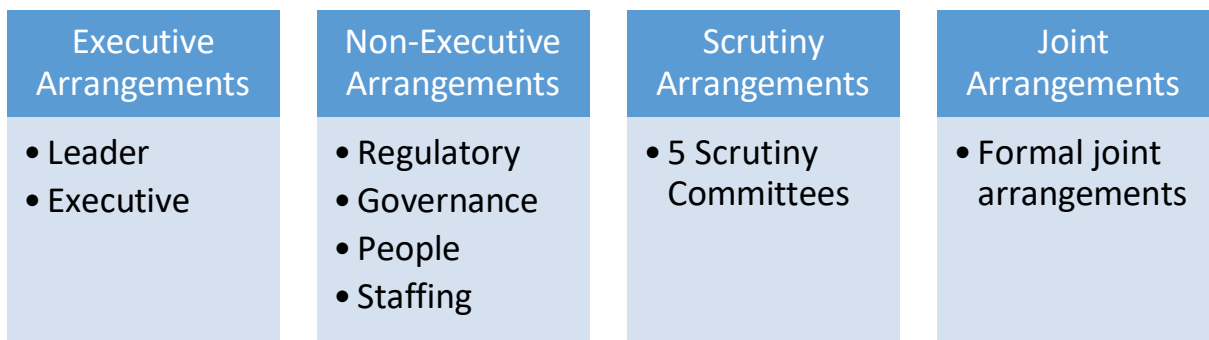 Executive
Arrangements
• Leader
• Executive
Non-Executive
Arrangements
• Regulatory
• Governance
• People
• Staffing
Scrutiny
Arrangements
• 5 Scrutiny
Committees
Joint
Arrangements
• Formal joint
arrangements